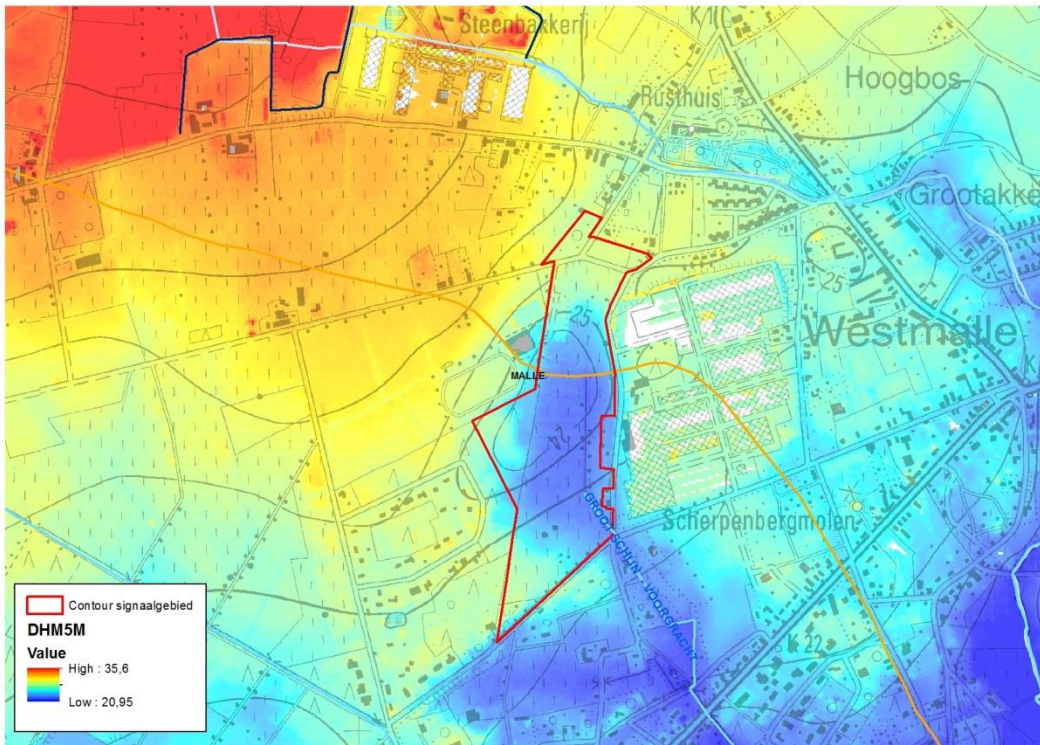 Steenbakkerij
K 1
Hoogbos
Rusthuis
Grootakke
25
25
Westmalle
MALLE
24
K
GROOT SCHIJN - VOORGRACHT
Scherpenbergmolen
K 22
Contour signaalgebied
DHM5M
Value
High : 35,6
Low : 20,95